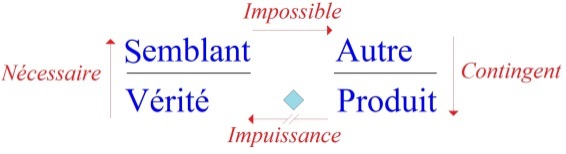 Impossible
Semblant Autre
Nécessaire Contingent
Vérité Produit
Impuissance